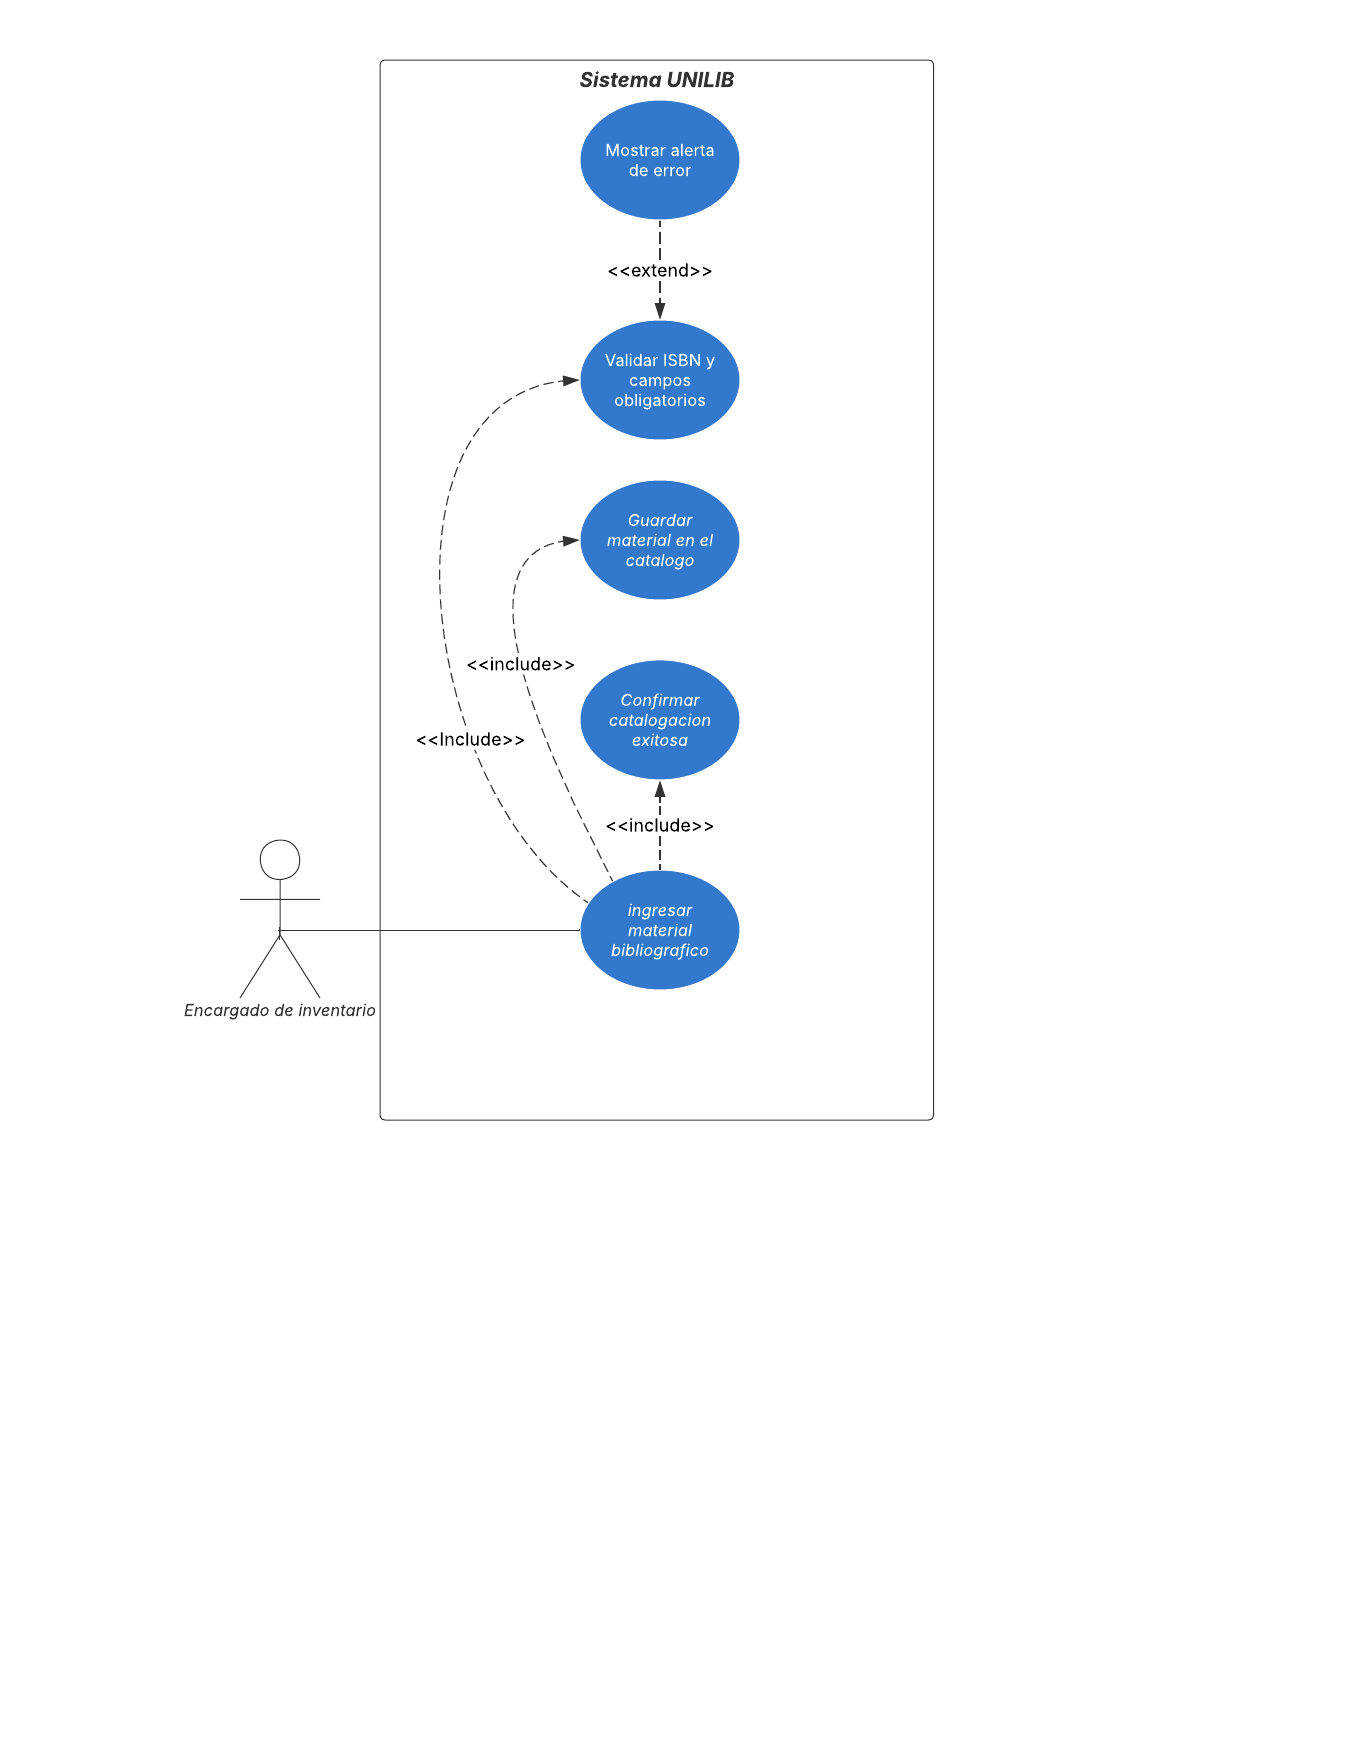 Sistema UNILIB
Mostrar alerta
de error
<<extend>>
Validar ISBN y
campos
obligatorios
Guardar
material en el
catalogo
<<include>>
Confirmar
catalogacion
exitosa
<<Include>>
<<include>>
ingresar
material
bibliografico
Encargado de inventario